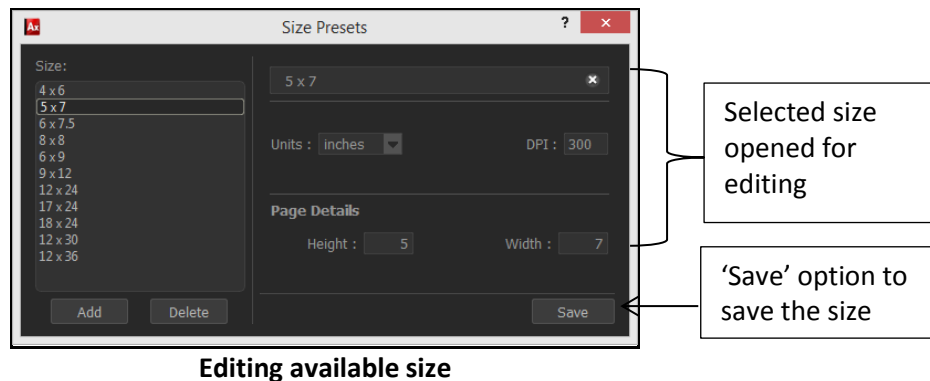 Ax
Size Presets
?
×
Size:
4 x 6
5 x 7
6 x 7.5
8 x 8
6 x 9
9 x 12
12 x 24
17 x 24
18 x 24
12 x 30
12 x 36
Add
Delete
5 x 7
Units : inches
DPI : 300
Page Details
Height : 5
Width : 7
Save
Selected size
opened for
editing
‘Save’ option to
save the size
Editing available size